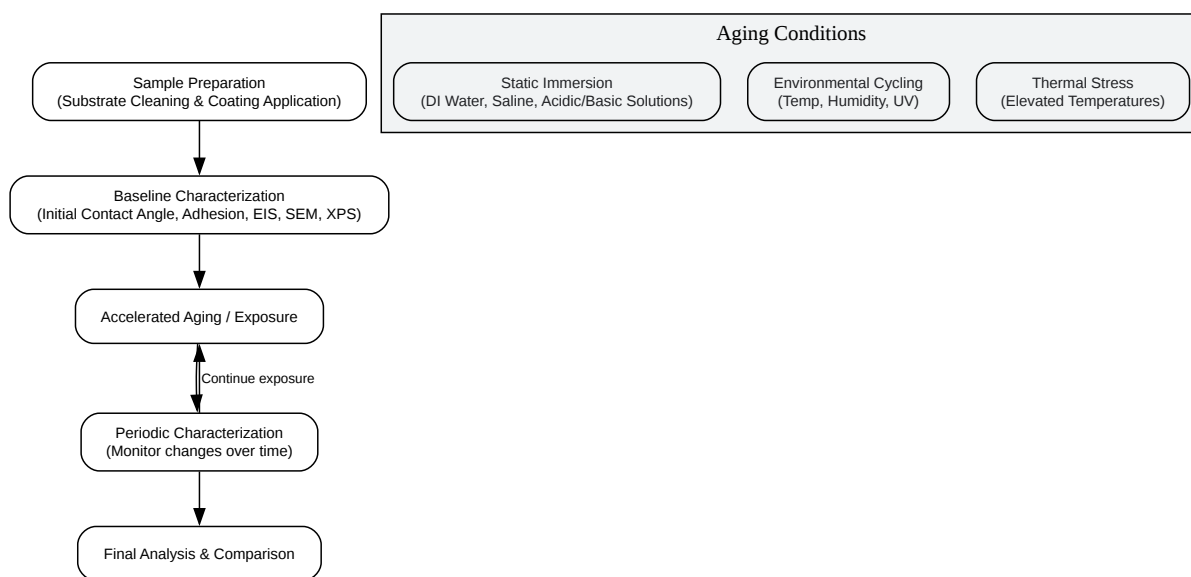 Aging Conditions
Sample Preparation
(Substrate Cleaning & Coating Application)
Static Immersion
(DI Water, Saline, Acidic/Basic Solutions)
Environmental Cycling
(Temp, Humidity, UV)
Thermal Stress
(Elevated Temperatures)
Baseline Characterization
(Initial Contact Angle, Adhesion, EIS, SEM, XPS)
Accelerated Aging / Exposure
Continue exposure
Periodic Characterization
(Monitor changes over time)
Final Analysis & Comparison